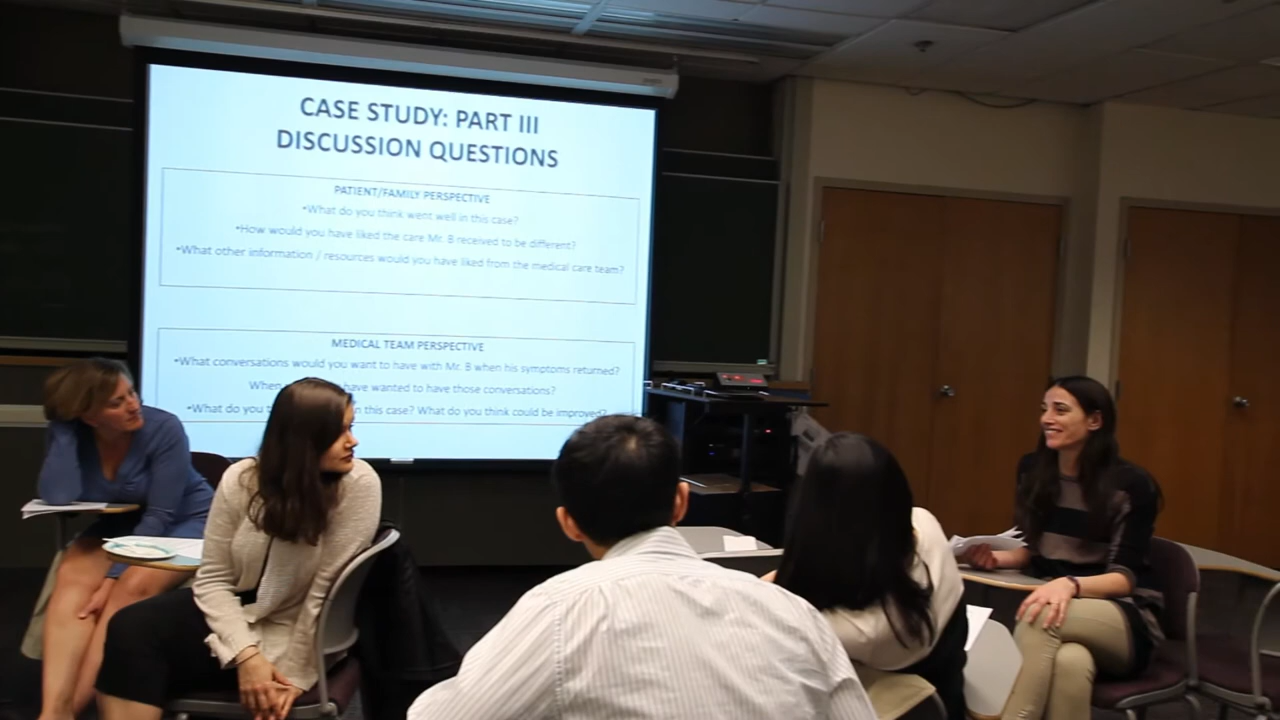 CASE STUDY: PART III
DISCUSSION QUESTIONS
PATIENT/FAMILY PERSPECTIVE
•What do you think went well in this case?
•How would you have liked the care Mr. B received to be different?
•What other information / resources would you have liked from the medical care team?
MEDICAL TEAM PERSPECTIVE
•What conversations would you want to have with Mr. B when his symptoms returned?
When have wanted to have those conversations?
•What do you in this case? What do you think could be improved?